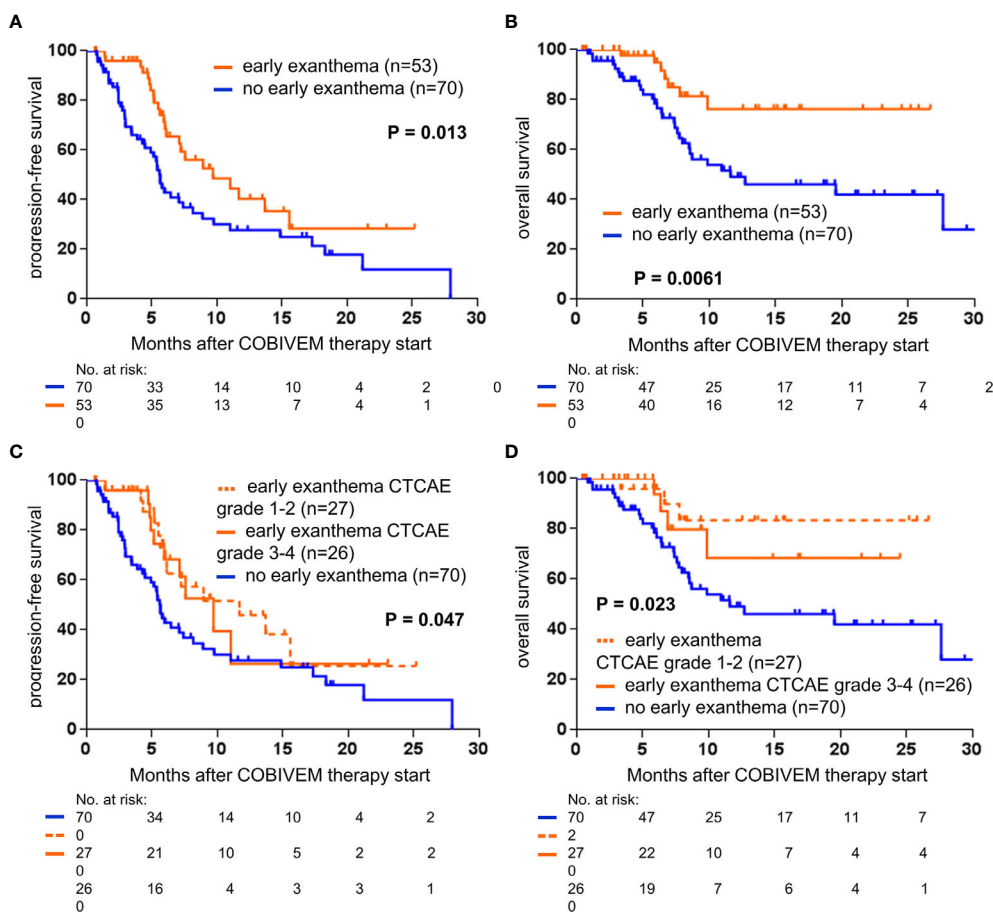 A
100
80
60
40
20
0
progression-free survival
early exanthema (n=53)
no early exanthema (n=70)
P = 0.013
0 5 10 15 20 25 30
Months after COBIVEM therapy start
No. at risk:
70 33 14 10 4 2 0
53 35 13 7 4 1
0
B
100
80
60
40
20
0
overall survival
early exanthema (n=53)
no early exanthema (n=70)
P = 0.0061
0 5 10 15 20 25 30
Months after COBIVEM therapy start
No. at risk:
70 47 25 17 11 7 2
53 40 16 12 7 4
0
C
100
80
60
40
20
0
progression-free survival
early exanthema CTCAE
grade 1-2 (n=27)
early exanthema CTCAE
grade 3-4 (n=26)
no early exanthema (n=70)
P = 0.047
0 5 10 15 20 25 30
Months after COBIVEM therapy start
No. at risk:
70 34 14 10 4 2
0
27 21 10 5 2 2
0
26 16 4 3 3 1
0
D
100
80
60
40
20
0
overall survival
P = 0.023
early exanthema
CTCAE grade 1-2 (n=27)
early exanthema CTCAE grade 3-4 (n=26)
no early exanthema (n=70)
0 5 10 15 20 25 30
Months after COBIVEM therapy start
No. at risk:
70 47 25 17 11 7
2
27 22 10 7 4 4
0
26 19 7 6 4 1
0